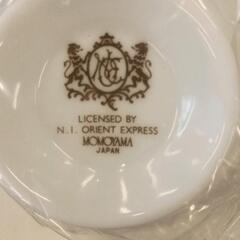 LICENSED BY
N.I. ORIENT EXPRESS
MOMOYAMA
JAPAN